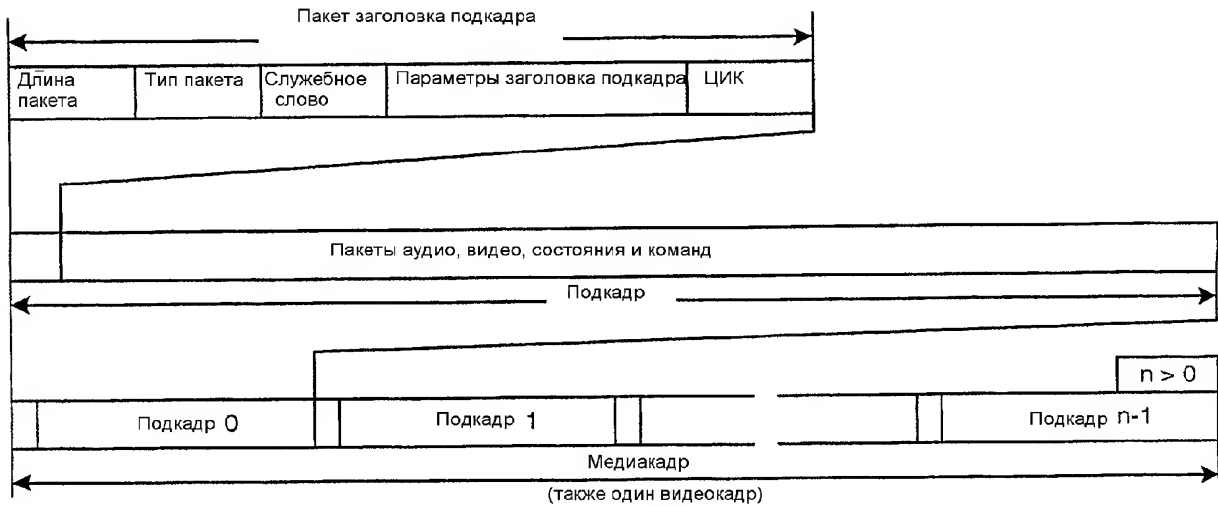 Пакет заголовка подкадра
Длина пакета
Тип пакета
Служебное слово
Параметры заголовка подкадра
ЦИК
Пакеты аудио, видео, состояния и команд
Подкадр
n > 0
Подкадр 0
Подкадр 1
Подкадр n-1
Медиакадр
(также один видеокадр)